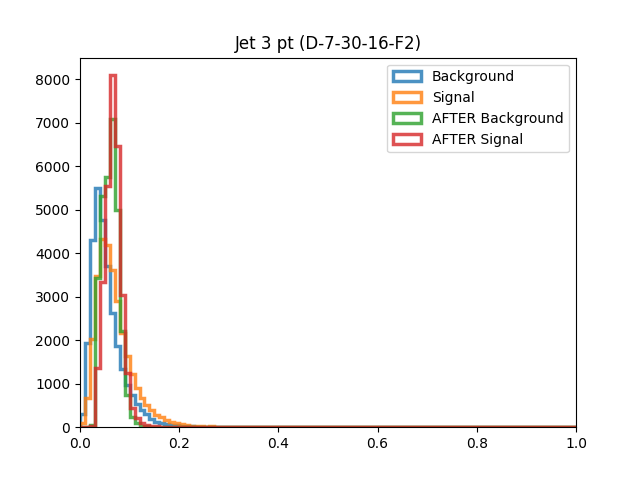 Jet 3 pt (D-7-30-16-F2)
Background
Signal
AFTER Background
AFTER Signal
8000
7000
6000
5000
4000
3000
2000
1000
0
0.0 0.2 0.4 0.6 0.8 1.0